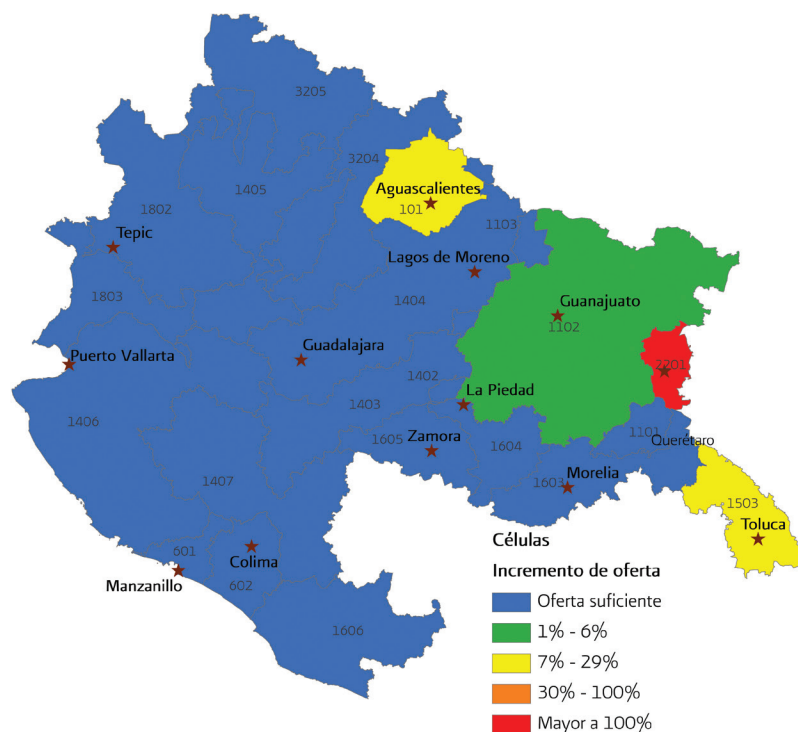 3205
3204
1405
Aguascalientes
101
1802
1103
Tepic
Lagos de Moreno
1803
1404
Guanajuato
1102
Puerto Vallarta
Guadalajara
2201
1402
La Piedad
1403
1406
1605
Zamora
1604
1101
Querétaro
1407
1603
Morelia
1503
Toluca
601
Colima
Manzanillo
602
1606
Células
Incremento de oferta
Oferta suficiente
1% - 6%
7% - 29%
30% - 100%
Mayor a 100%